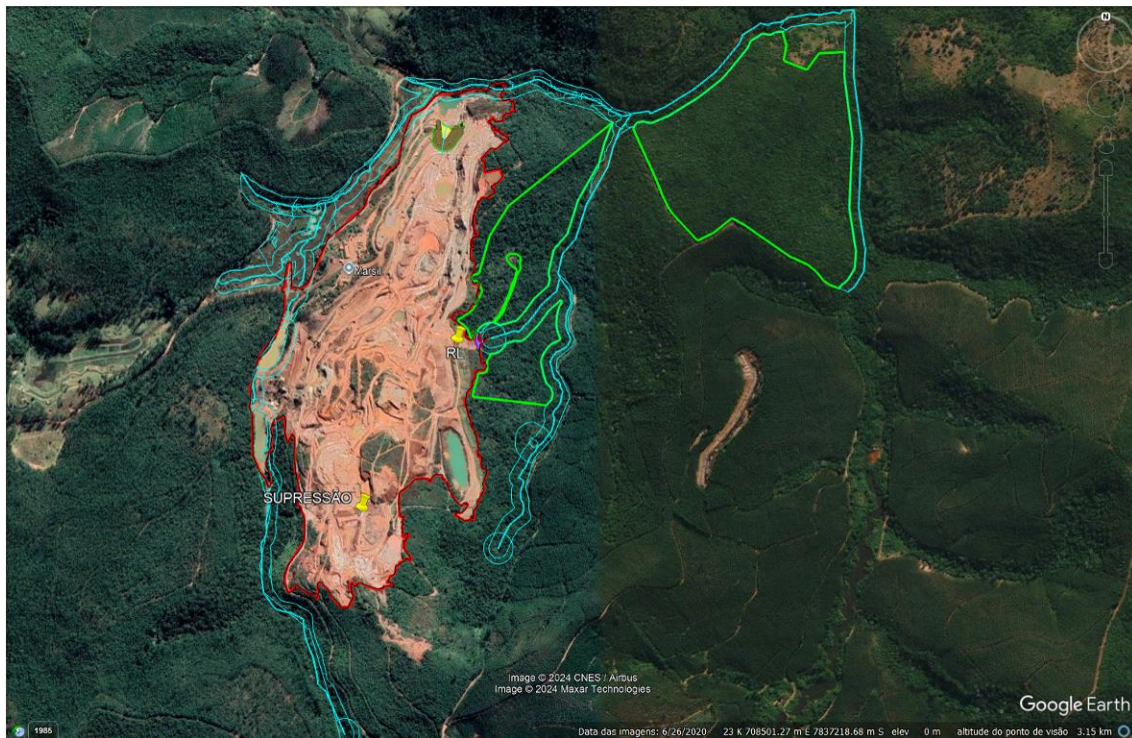 N
Marsil
RL
SUPRESSÃO
Image © 2024 CNES / Airbus
Image © 2024 Maxar Technologies
Google Earth
1985
Data das imagens: 6/26/2020 23 K 708501.27 m E 7837218.68 m S elev 0 m altitude do ponto de visão 3.15 km